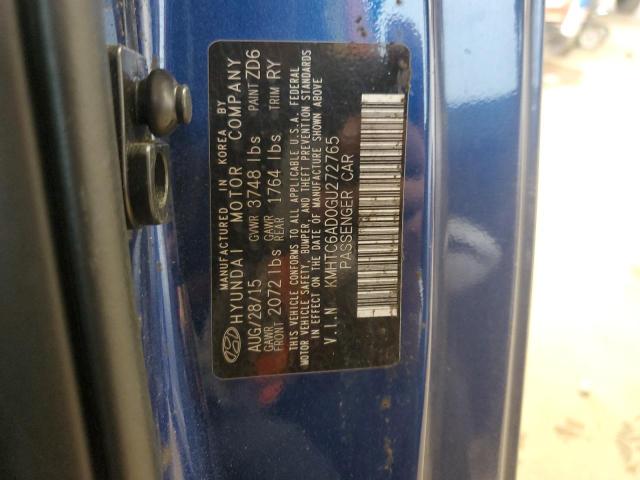 MANUFACTURED IN KOREA BY
HYUNDAI MOTOR COMPANY
AUG/28/15 GVWR 3748 lbs PAINT ZD6
GAWR FRONT 2072 lbs GAWR REAR 1764 lbs TRIM RY
THIS VEHICLE CONFORMS TO ALL APPLICABLE U.S.A. FEDERAL
MOTOR VEHICLE SAFETY, BUMPER, AND THEFT PREVENTION STANDARDS
IN EFFECT ON THE DATE OF MANUFACTURE SHOWN ABOVE
V.I.N KMHTC6AD0GU272765
PASSENGER CAR